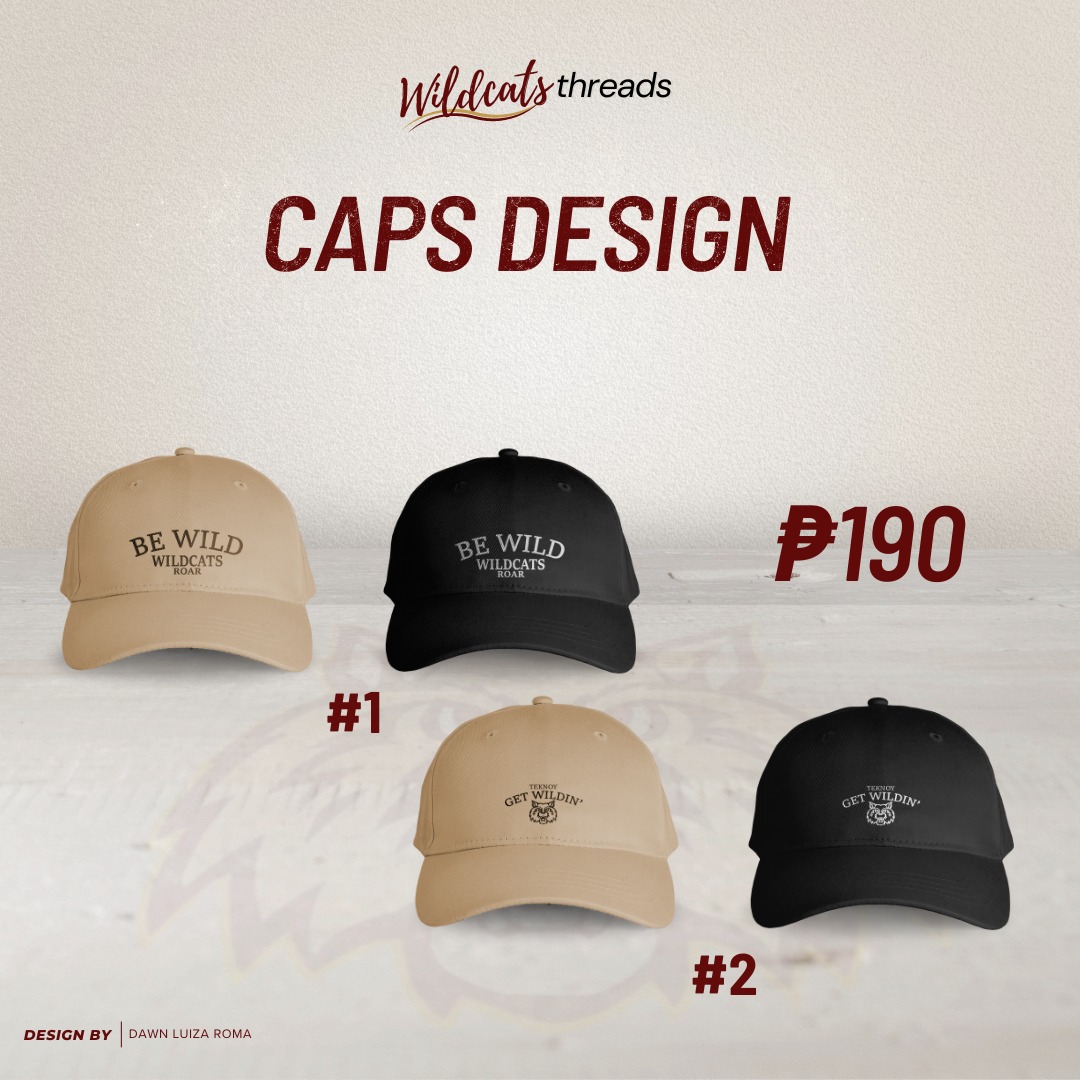 Wildcats threads
CAPS DESIGN
BE WILD
WILDCATS
ROAR
BE WILD
WILDCATS
ROAR
₱190
#1
TEKNOY
GET WILDIN'
TEKNOY
GET WILDIN'
#2
DESIGN BY | DAWN LUIZA ROMA